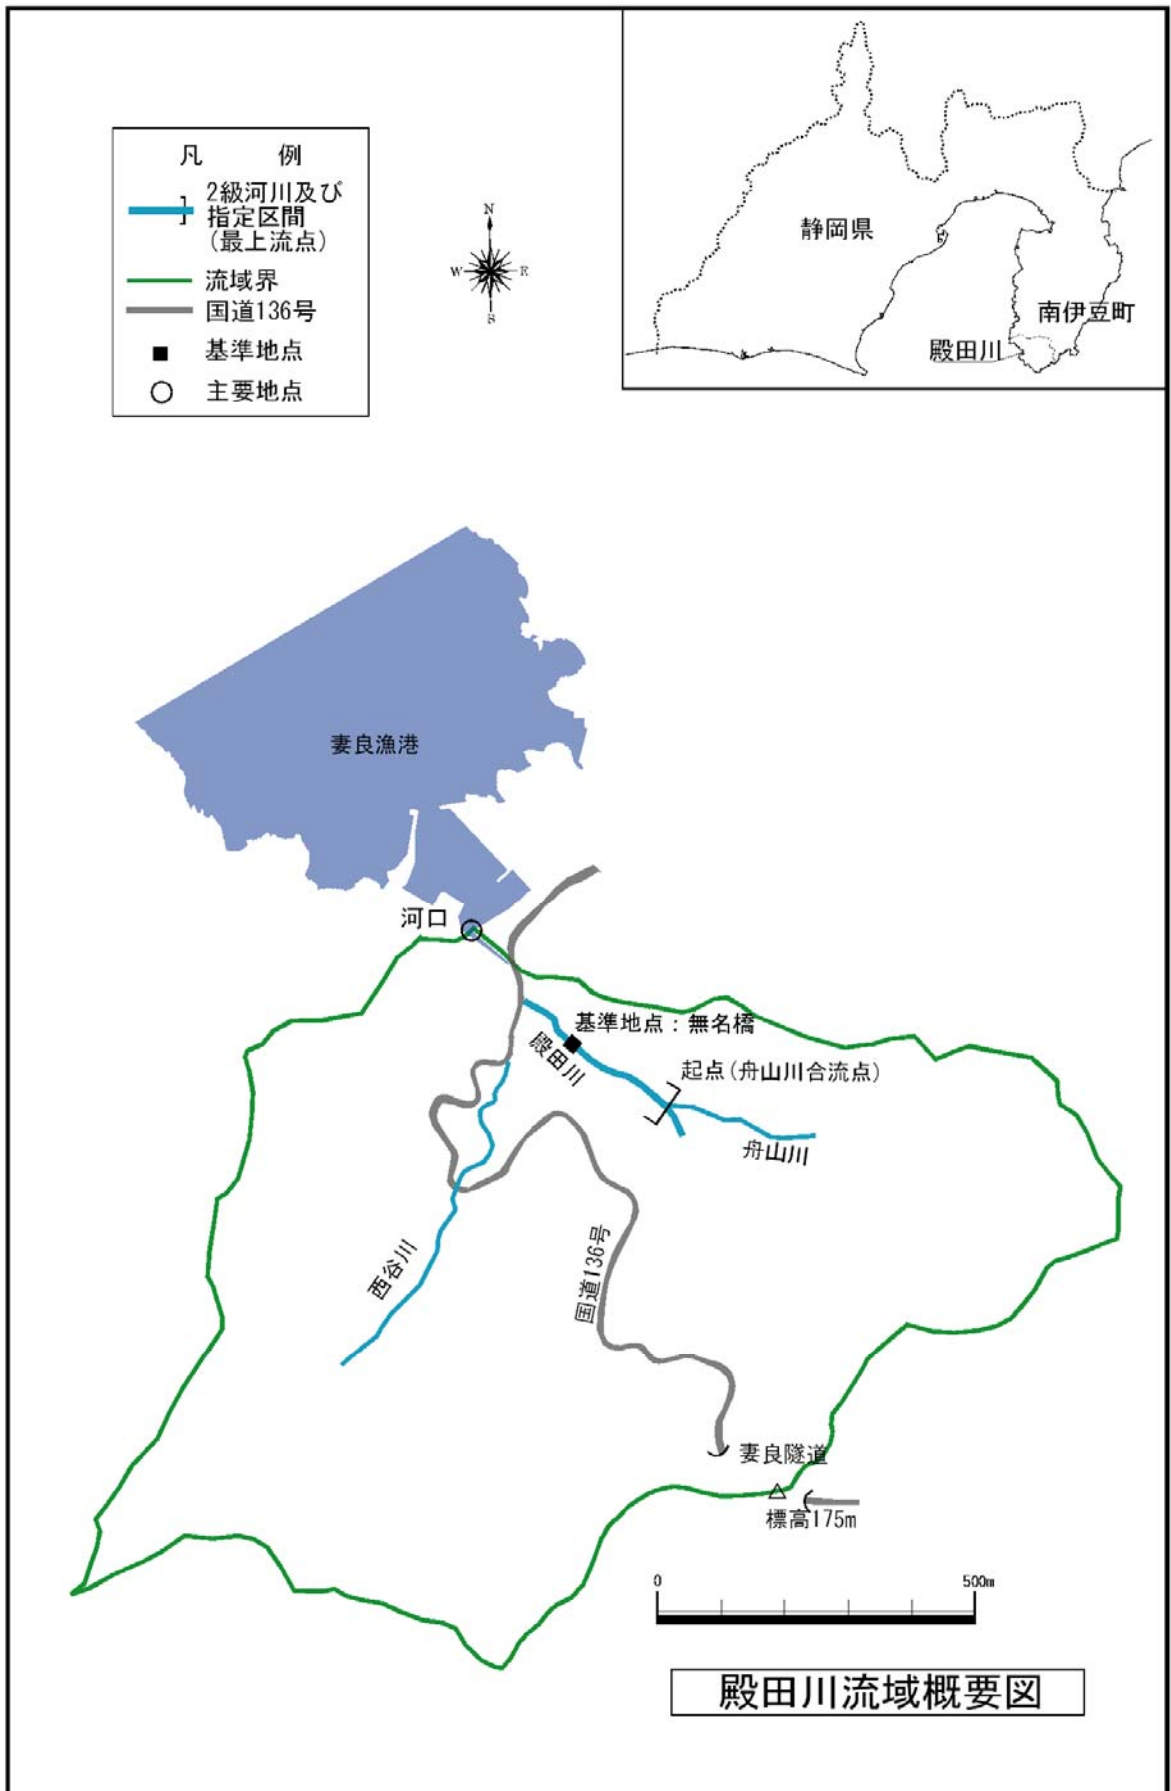 凡 例
2級河川及び
指定区間
(最上流点)
流域界
国道136号
基準地点
主要地点
N
W
E
S
静岡県
南伊豆町
殿田川
妻良漁港
河口
基準地点：無名橋
殿田川
起点(舟山川合流点)
舟山川
西谷川
国道136号
妻良隧道
標高175m
0
500m
殿田川流域概要図